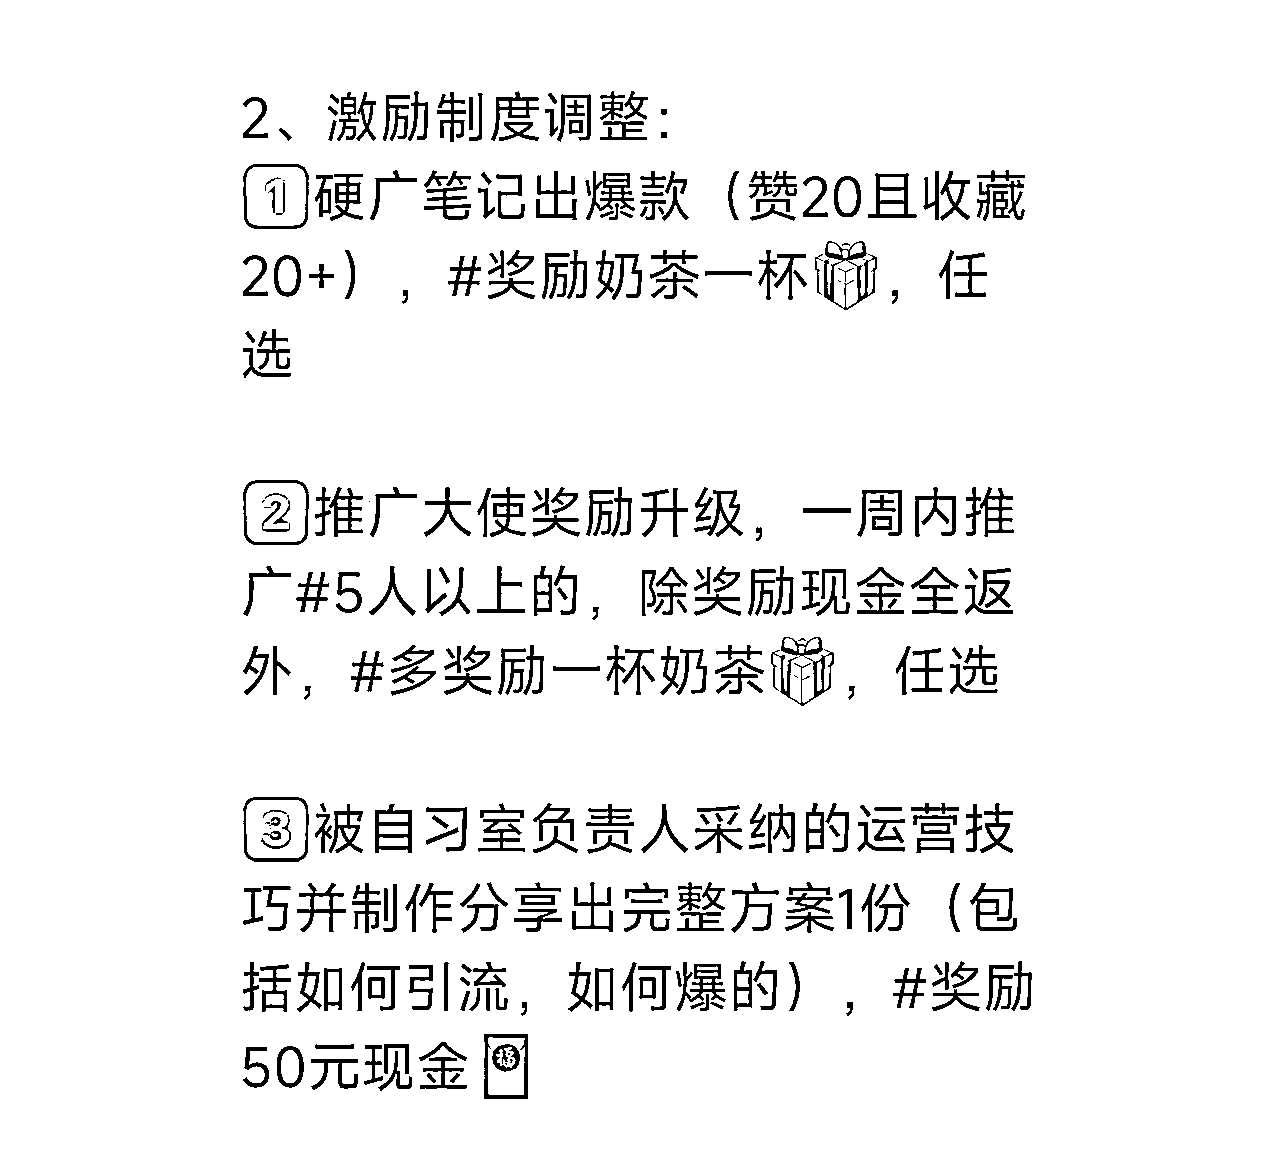 2、激励制度调整：
1️⃣硬广笔记出爆款（赞20且收藏
20+），#奖励奶茶一杯🎁，任
选
2️⃣推广大使奖励升级，一周内推
广#5人以上的，除奖励现金全返
外，#多奖励一杯奶茶🎁，任选
3️⃣被自习室负责人采纳的运营技
巧并制作分享出完整方案1份（包
括如何引流，如何爆的），#奖励
50元现金🧧